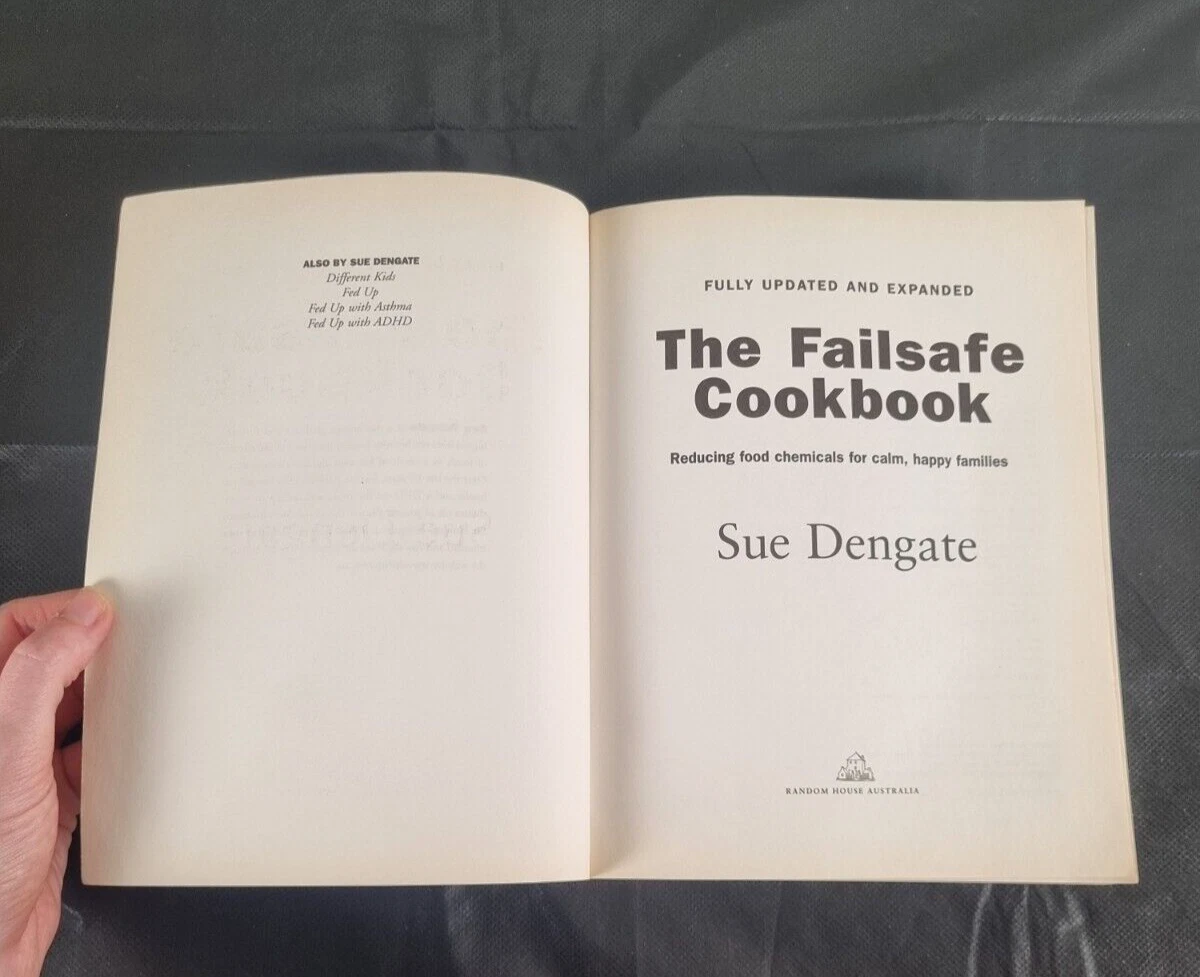 ALSO BY SUE DENGATE
Different Kids
Fed Up
Fed Up with Asthma
Fed Up with ADHD
FULLY UPDATED AND EXPANDED
The Failsafe
Cookbook
Reducing food chemicals for calm, happy families
Sue Dengate
RANDOM HOUSE AUSTRALIA